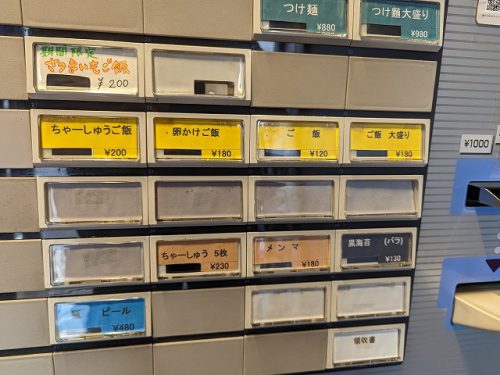 つけ麺
¥880
つけ麺 大盛り
¥980
期間限定
さつまいもご飯
¥200
ちゃーしゅうご飯
¥200
卵かけご飯
¥180
ご 飯
¥120
ご飯 大盛り
¥180
¥1000
ちゃーしゅう 5枚
¥230
メンマ
¥180
黒海苔 (バラ)
¥130
瓶 ビール
¥480
領収書